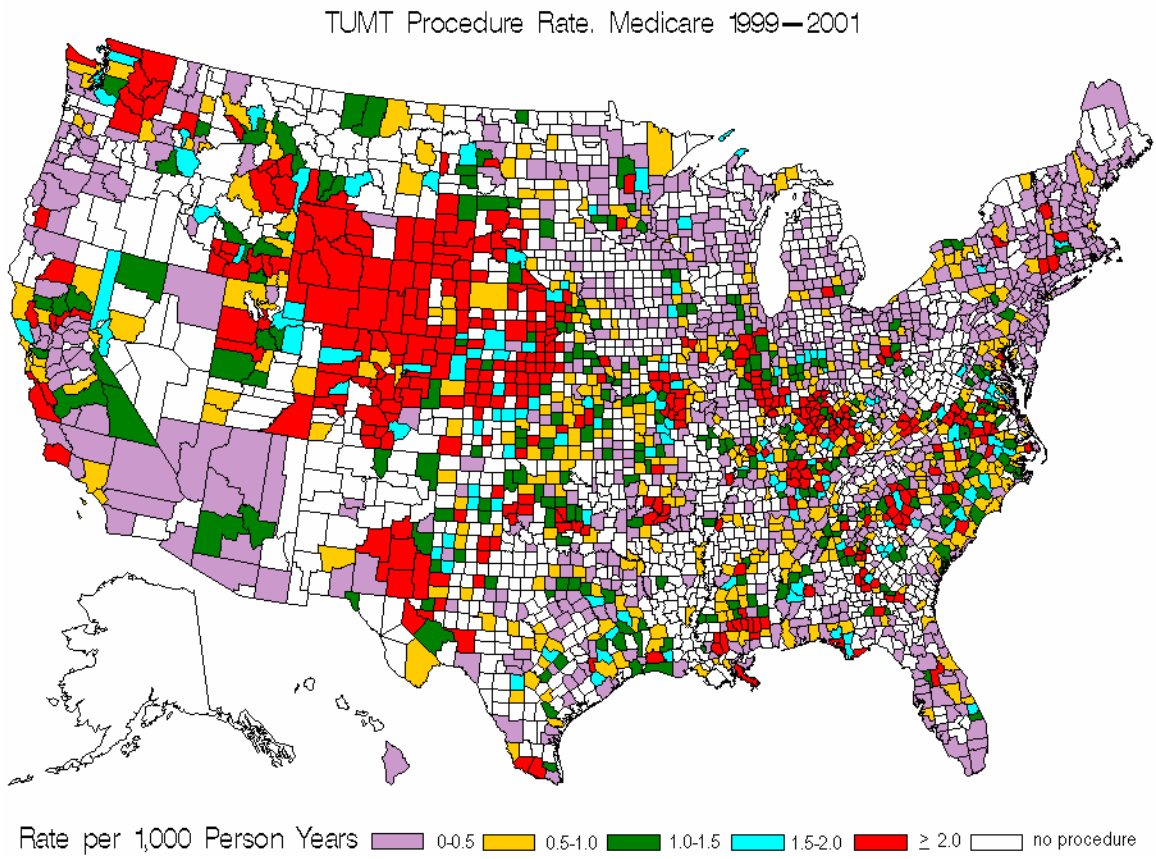 TUMT Procedure Rate. Medicare 1999—2001
Rate per 1,000 Person Years 0-0.5 0.5-1.0 1.0-1.5 1.5-2.0 ≥ 2.0 no procedure